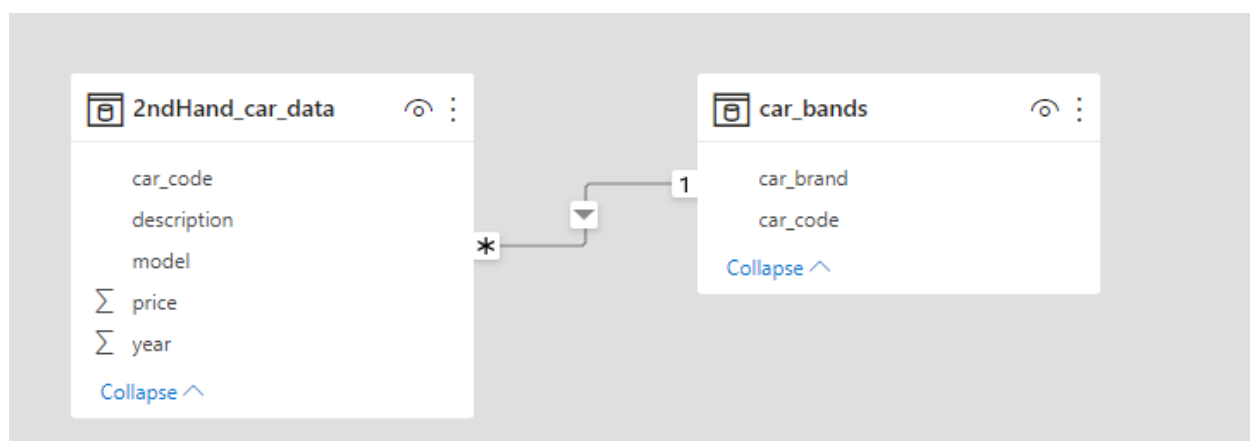 2ndHand_car_data
car_code
description
model
∑ price
∑ year
Collapse
*
1
car_bands
car_brand
car_code
Collapse